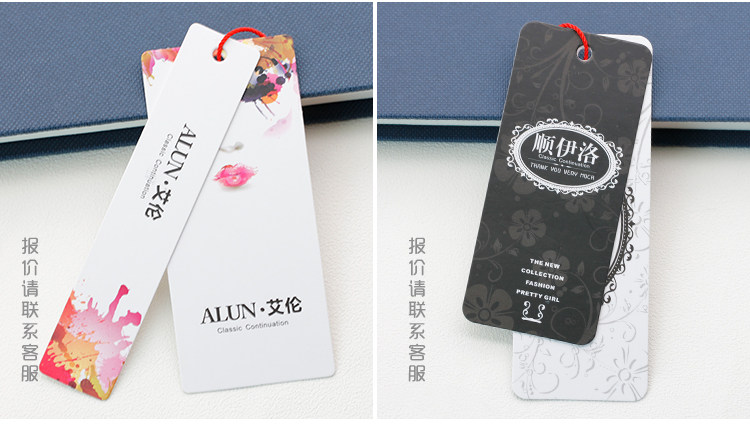 报价请联系客服
ALUN·艾伦
Classic Continuation
ALUN·艾伦
Classic Continuation
报价请联系客服
顺伊洛
Classic Continuation
THANK YOU VERY MUCH
THE NEW
COLLECTION
FASHION
PRETTY GIRL